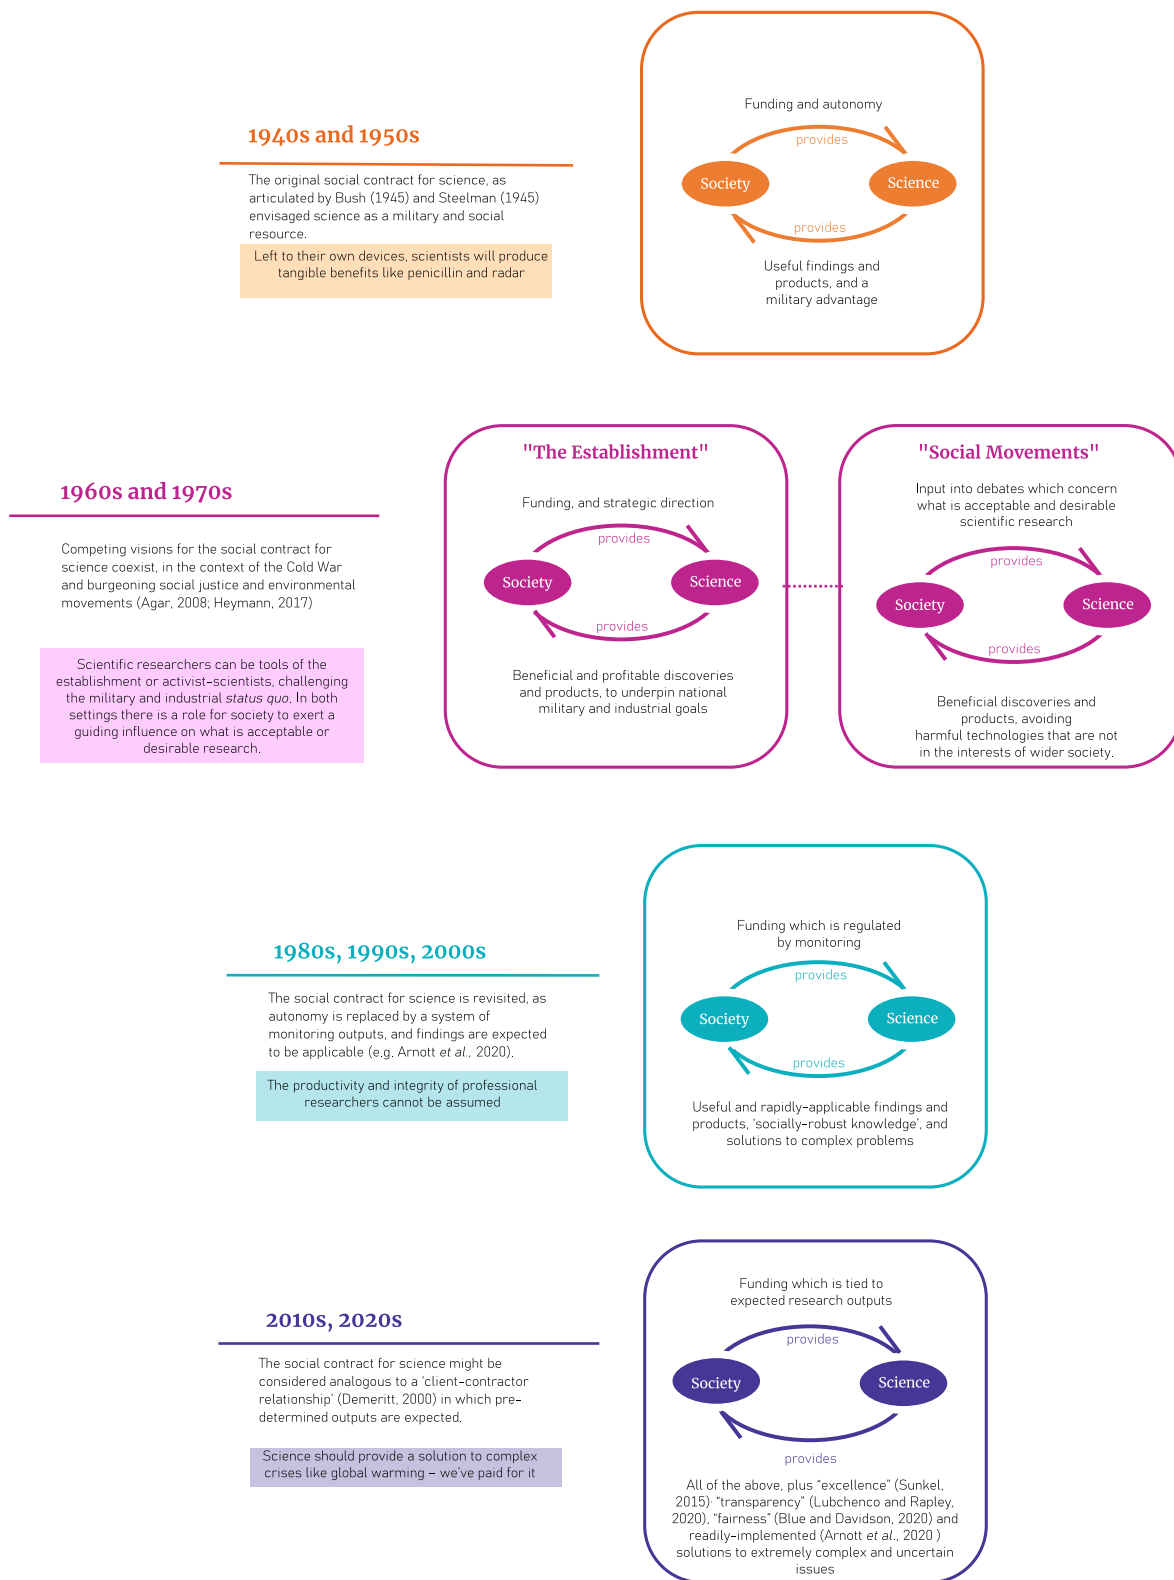 1940s and 1950s
The original social contract for science, as
articulated by Bush (1945) and Steelman (1945)
envisaged science as a military and social
resource.
Left to their own devices, scientists will produce
tangible benefits like penicillin and radar
Funding and autonomy
provides
Society
Science
provides
Useful findings and
products, and a
military advantage
1960s and 1970s
Competing visions for the social contract for
science coexist, in the context of the Cold War
and burgeoning social justice and environmental
movements (Agar, 2008; Heymann, 2017)
Scientific researchers can be tools of the
establishment or activist-scientists, challenging
the military and industrial status quo. In both
settings there is a role for society to exert a
guiding influence on what is acceptable or
desirable research.
"The Establishment"
Funding, and strategic direction
provides
Society
Science
provides
Beneficial and profitable discoveries
and products, to underpin national
military and industrial goals
"Social Movements"
Input into debates which concern
what is acceptable and desirable
scientific research
provides
Society
Science
provides
Beneficial discoveries and
products, avoiding
harmful technologies that are not
in the interests of wider society.
1980s, 1990s, 2000s
The social contract for science is revisited, as
autonomy is replaced by a system of
monitoring outputs, and findings are expected
to be applicable (e.g. Arnott et al., 2020).
The productivity and integrity of professional
researchers cannot be assumed
Funding which is regulated
by monitoring
provides
Society
Science
provides
Useful and rapidly-applicable findings and
products, ‘socially-robust knowledge’, and
solutions to complex problems
2010s, 2020s
The social contract for science might be
considered analogous to a ‘client-contractor
relationship’ (Demeritt, 2000) in which pre-
determined outputs are expected.
Science should provide a solution to complex
crises like global warming – we’ve paid for it
Funding which is tied to
expected research outputs
provides
Society
Science
provides
All of the above, plus “excellence” (Sunkel,
2015)· “transparency” (Lubchenco and Rapley,
2020), “fairness” (Blue and Davidson, 2020) and
readily-implemented (Arnott et al., 2020 )
solutions to extremely complex and uncertain
issues